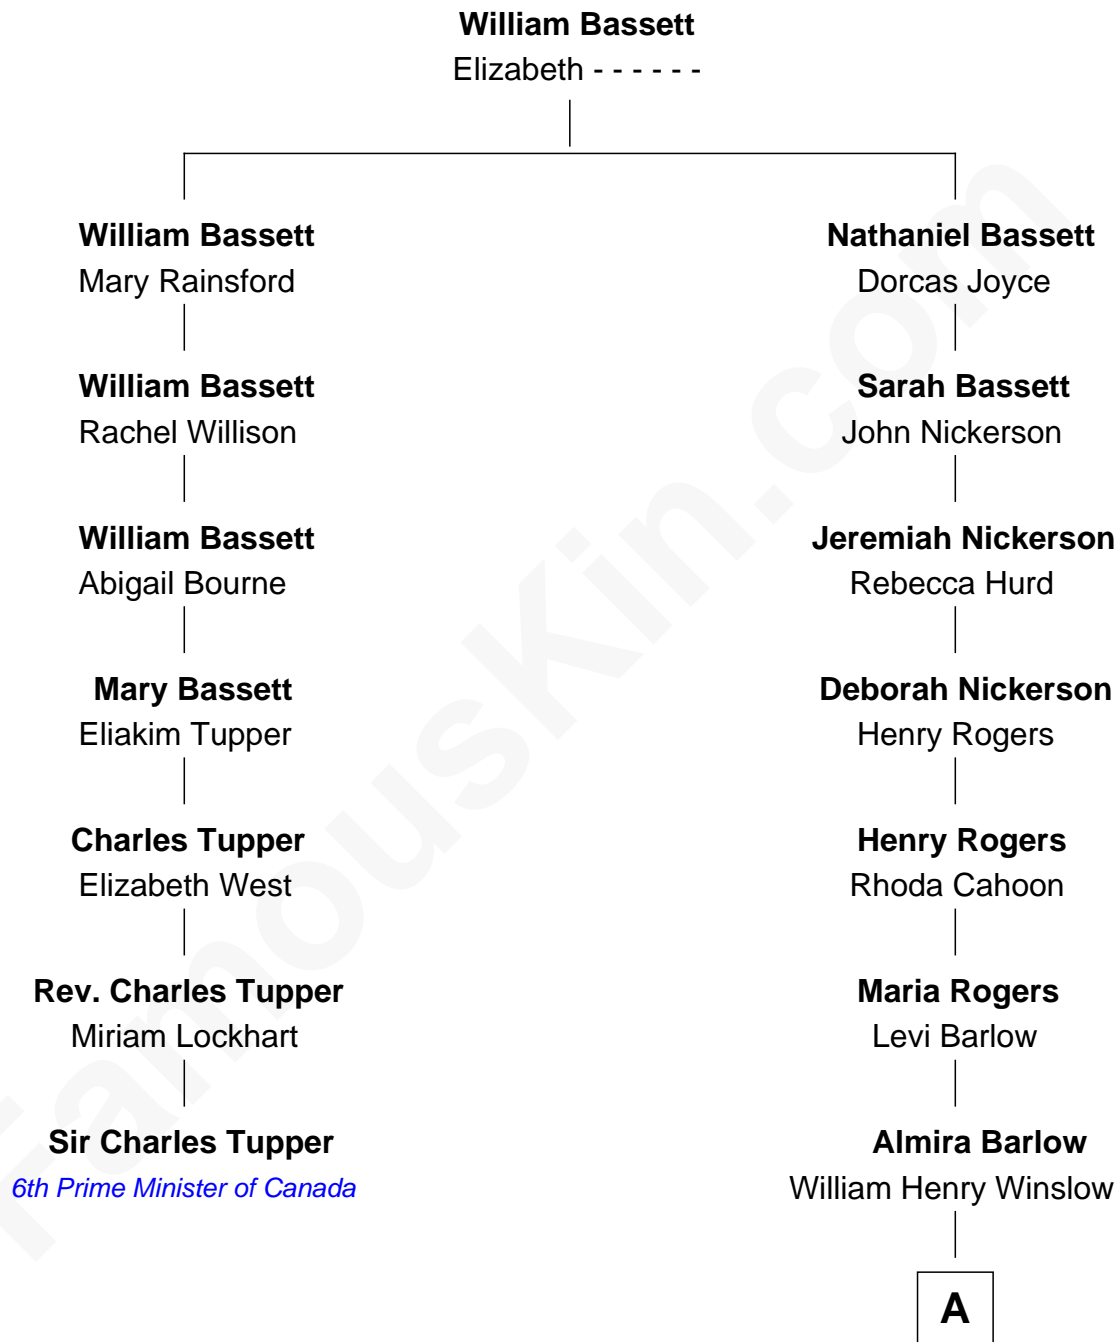 William Bassett
Elizabeth - - - - - -
William Bassett
Mary Rainsford
Nathaniel Bassett
Dorcas Joyce
William Bassett
Rachel Willison
Sarah Bassett
John Nickerson
William Bassett
Abigail Bourne
Jeremiah Nickerson
Rebecca Hurd
Mary Bassett
Eliakim Tupper
Deborah Nickerson
Henry Rogers
Charles Tupper
Elizabeth West
Henry Rogers
Rhoda Cahoon
Rev. Charles Tupper
Miriam Lockhart
Maria Rogers
Levi Barlow
Sir Charles Tupper
6th Prime Minister of Canada
Almira Barlow
William Henry Winslow
A
FamousKin.com